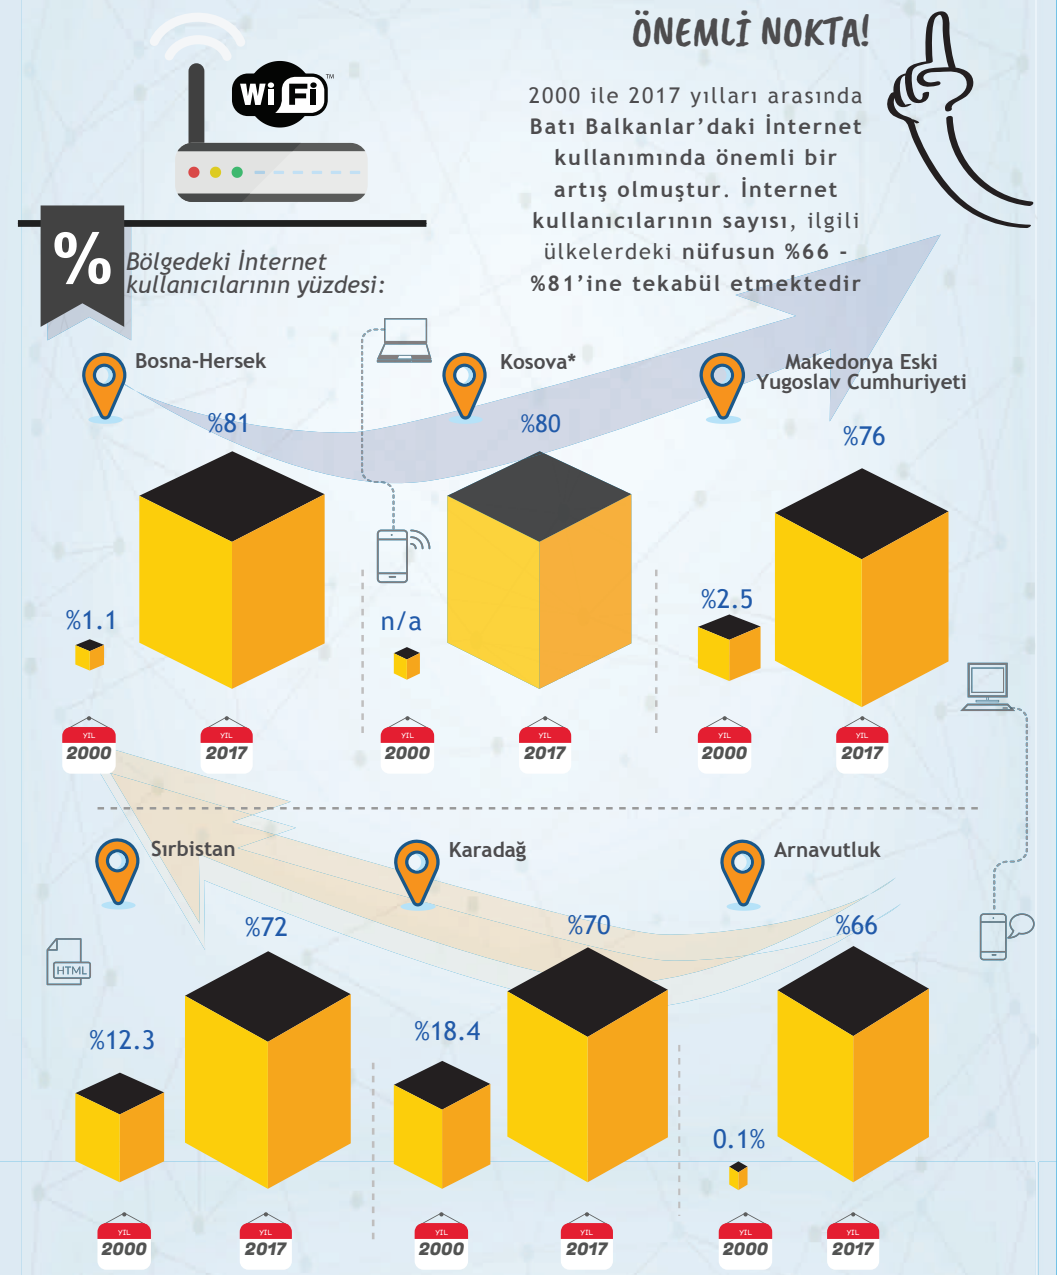 ÖNEMLİ NOKTA!
Wi Fi™
2000 ile 2017 yılları arasında
Batı Balkanlar’daki İnternet
kullanımında önemli bir
artış olmuştur. İnternet
kullanıcılarının sayısı, ilgili
ülkelerdeki nüfusun %66 -
%81’ine tekabül etmektedir
%
Bölgedeki İnternet
kullanıcılarının yüzdesi:
Bosna-Hersek
%81
%1.1
YIL
2000
YIL
2017
Kosova*
%80
n/a
YIL
2000
YIL
2017
Makedonya Eski
Yugoslav Cumhuriyeti
%76
%2.5
YIL
2000
YIL
2017
Sırbistan
%72
HTML
%12.3
YIL
2000
YIL
2017
Karadağ
%70
%18.4
YIL
2000
YIL
2017
Arnavutluk
%66
0.1%
YIL
2000
YIL
2017